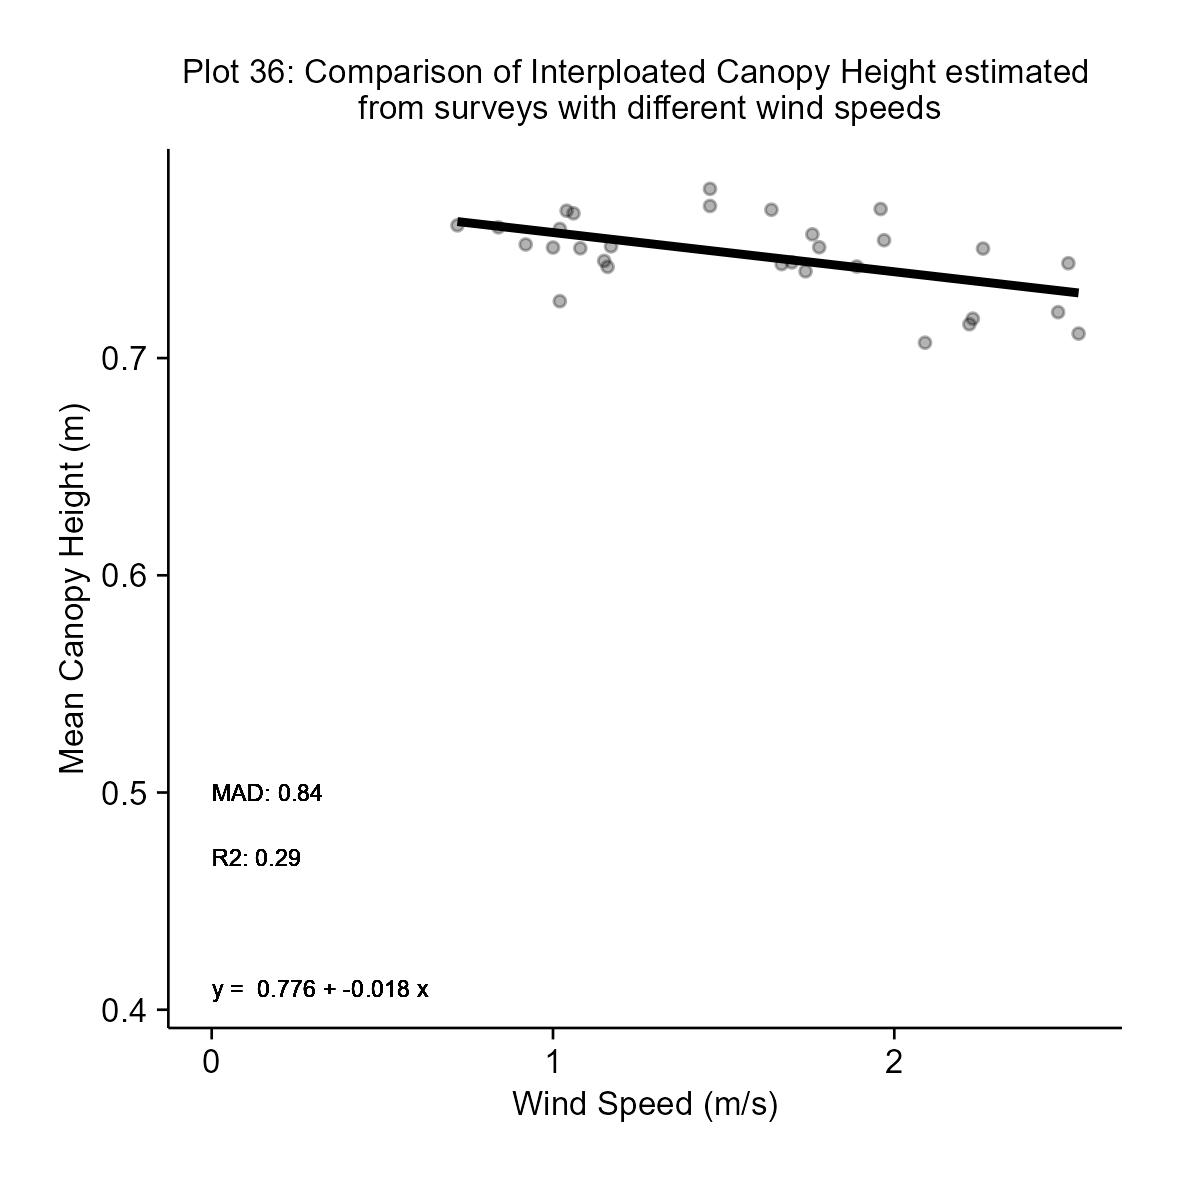 Plot 36: Comparison of Interploated Canopy Height estimated
from surveys with different wind speeds
Mean Canopy Height (m)
0.7
0.6
0.5
0.4
MAD: 0.84
R2: 0.29
y =  0.776 + -0.018 x
0 1 2
Wind Speed (m/s)